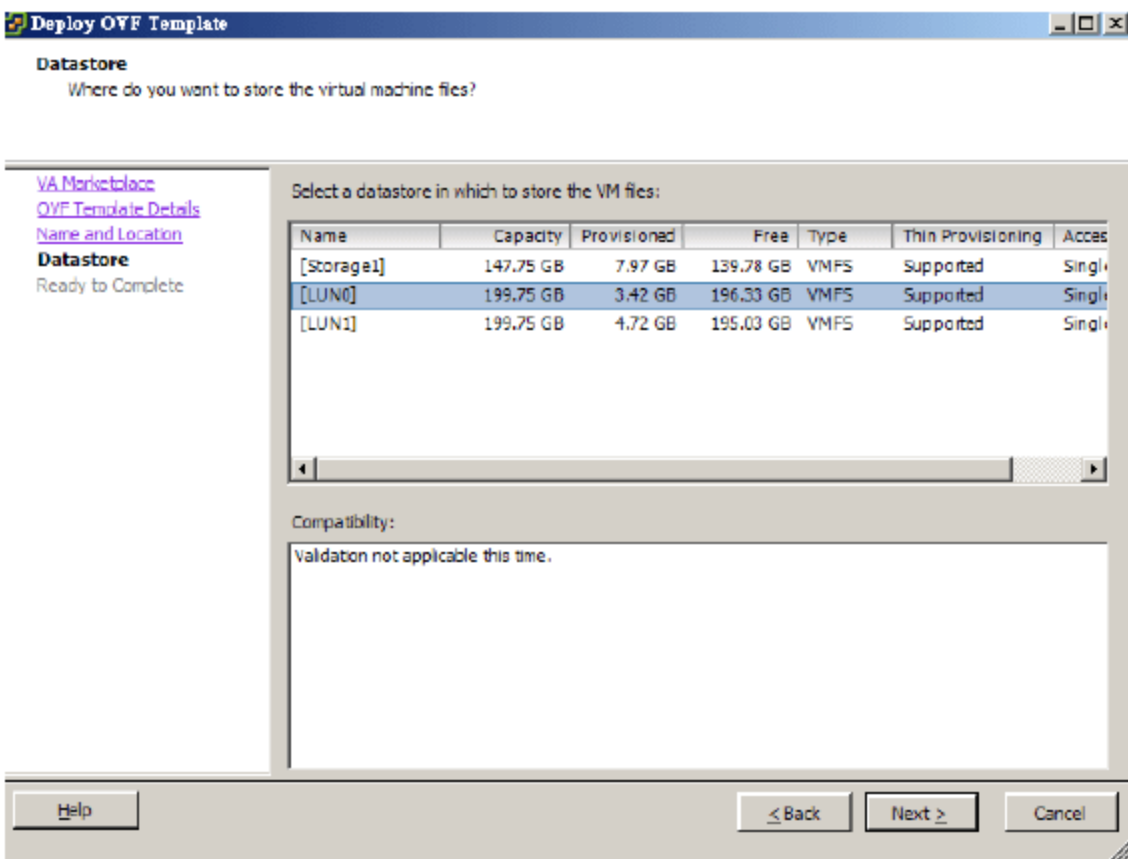 Deploy OVF Template
Datastore
Where do you want to store the virtual machine files?
VA Marketplace
OVF Template Details
Name and Location
Datastore
Ready to Complete
Select a datastore in which to store the VM files:
Name Capacity Provisioned Free Type Thin Provisioning Acces
[Storage1] 147.75 GB 7.97 GB 139.78 GB VMFS Supported Singl
[LUN0] 199.75 GB 3.42 GB 196.33 GB VMFS Supported Singl
[LUN1] 199.75 GB 4.72 GB 195.03 GB VMFS Supported Singl
Compatibility:
Validation not applicable this time.
Help
< Back
Next >
Cancel